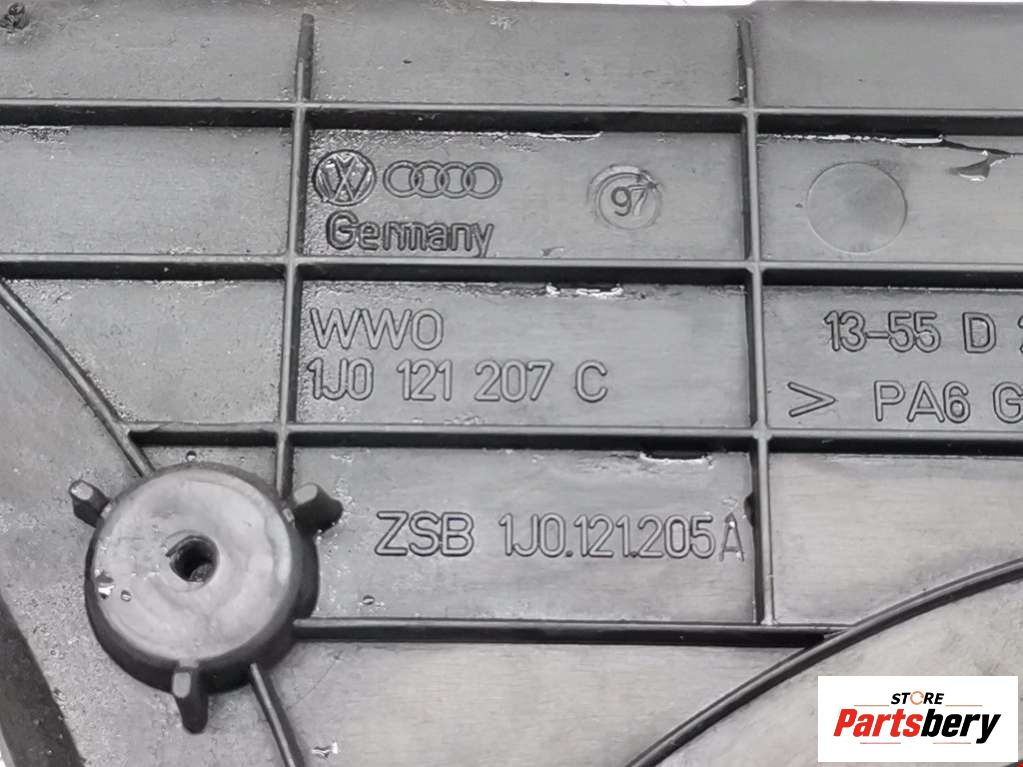 97
Germany
WWO
1J0 121 207 C
13-55 D
> PA6
ZSB 1J0.121.205A
STORE
Partsbery